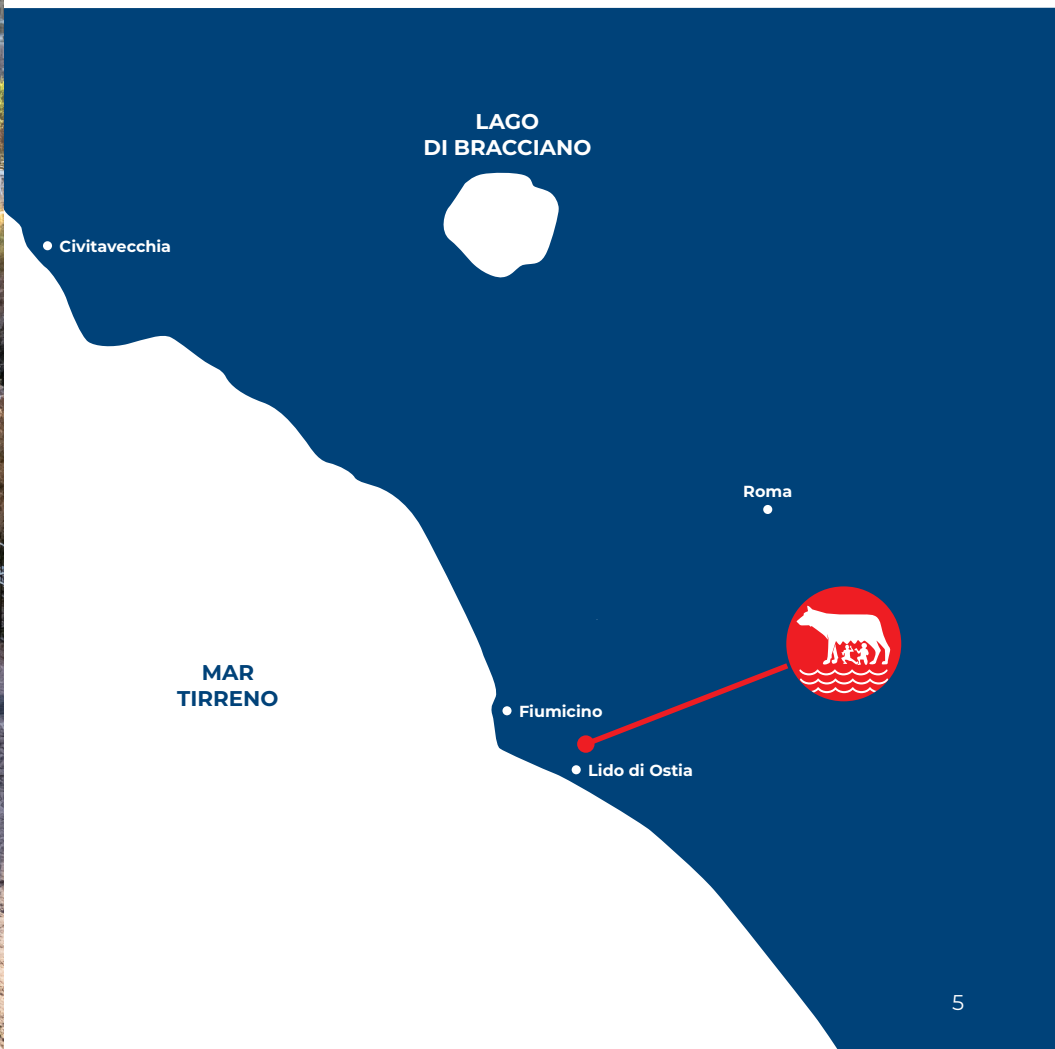 LAGO
DI BRACCIANO
Civitavecchia
Roma
MAR
TIRRENO
Fiumicino
Lido di Ostia
5